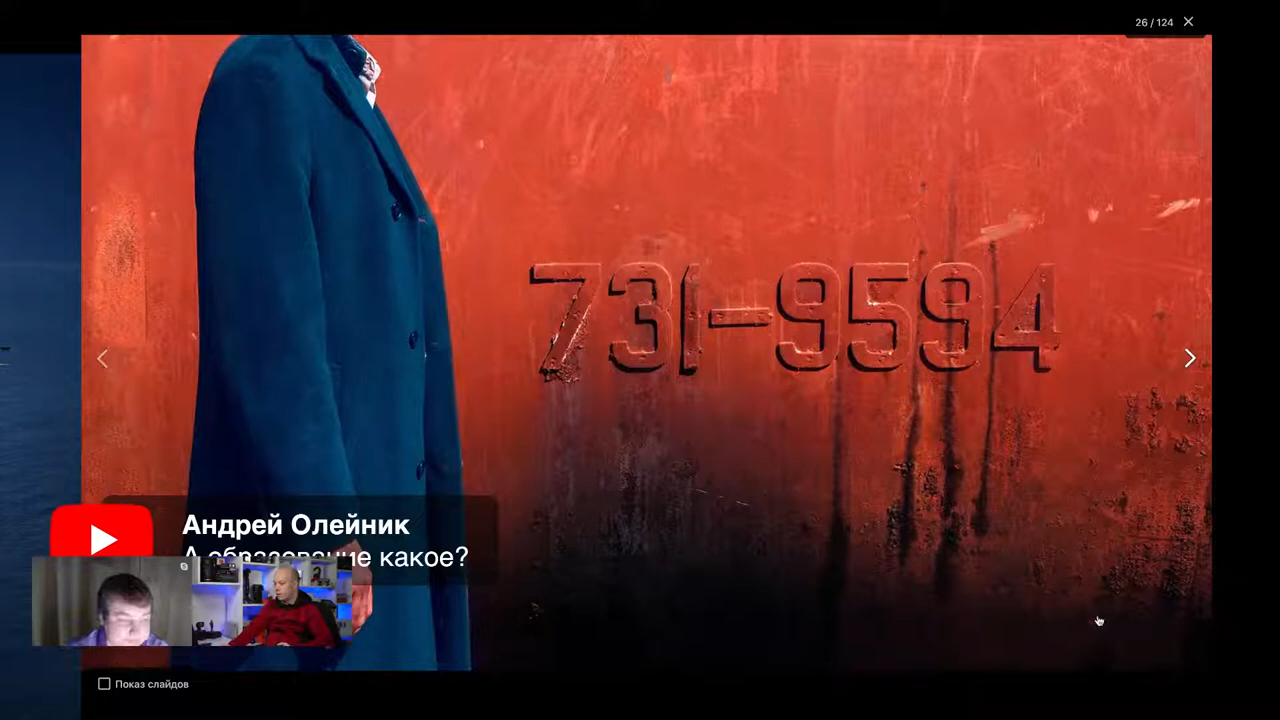 26 / 124
731-9594
Андрей Олейник
А образование какое?
Показ слайдов